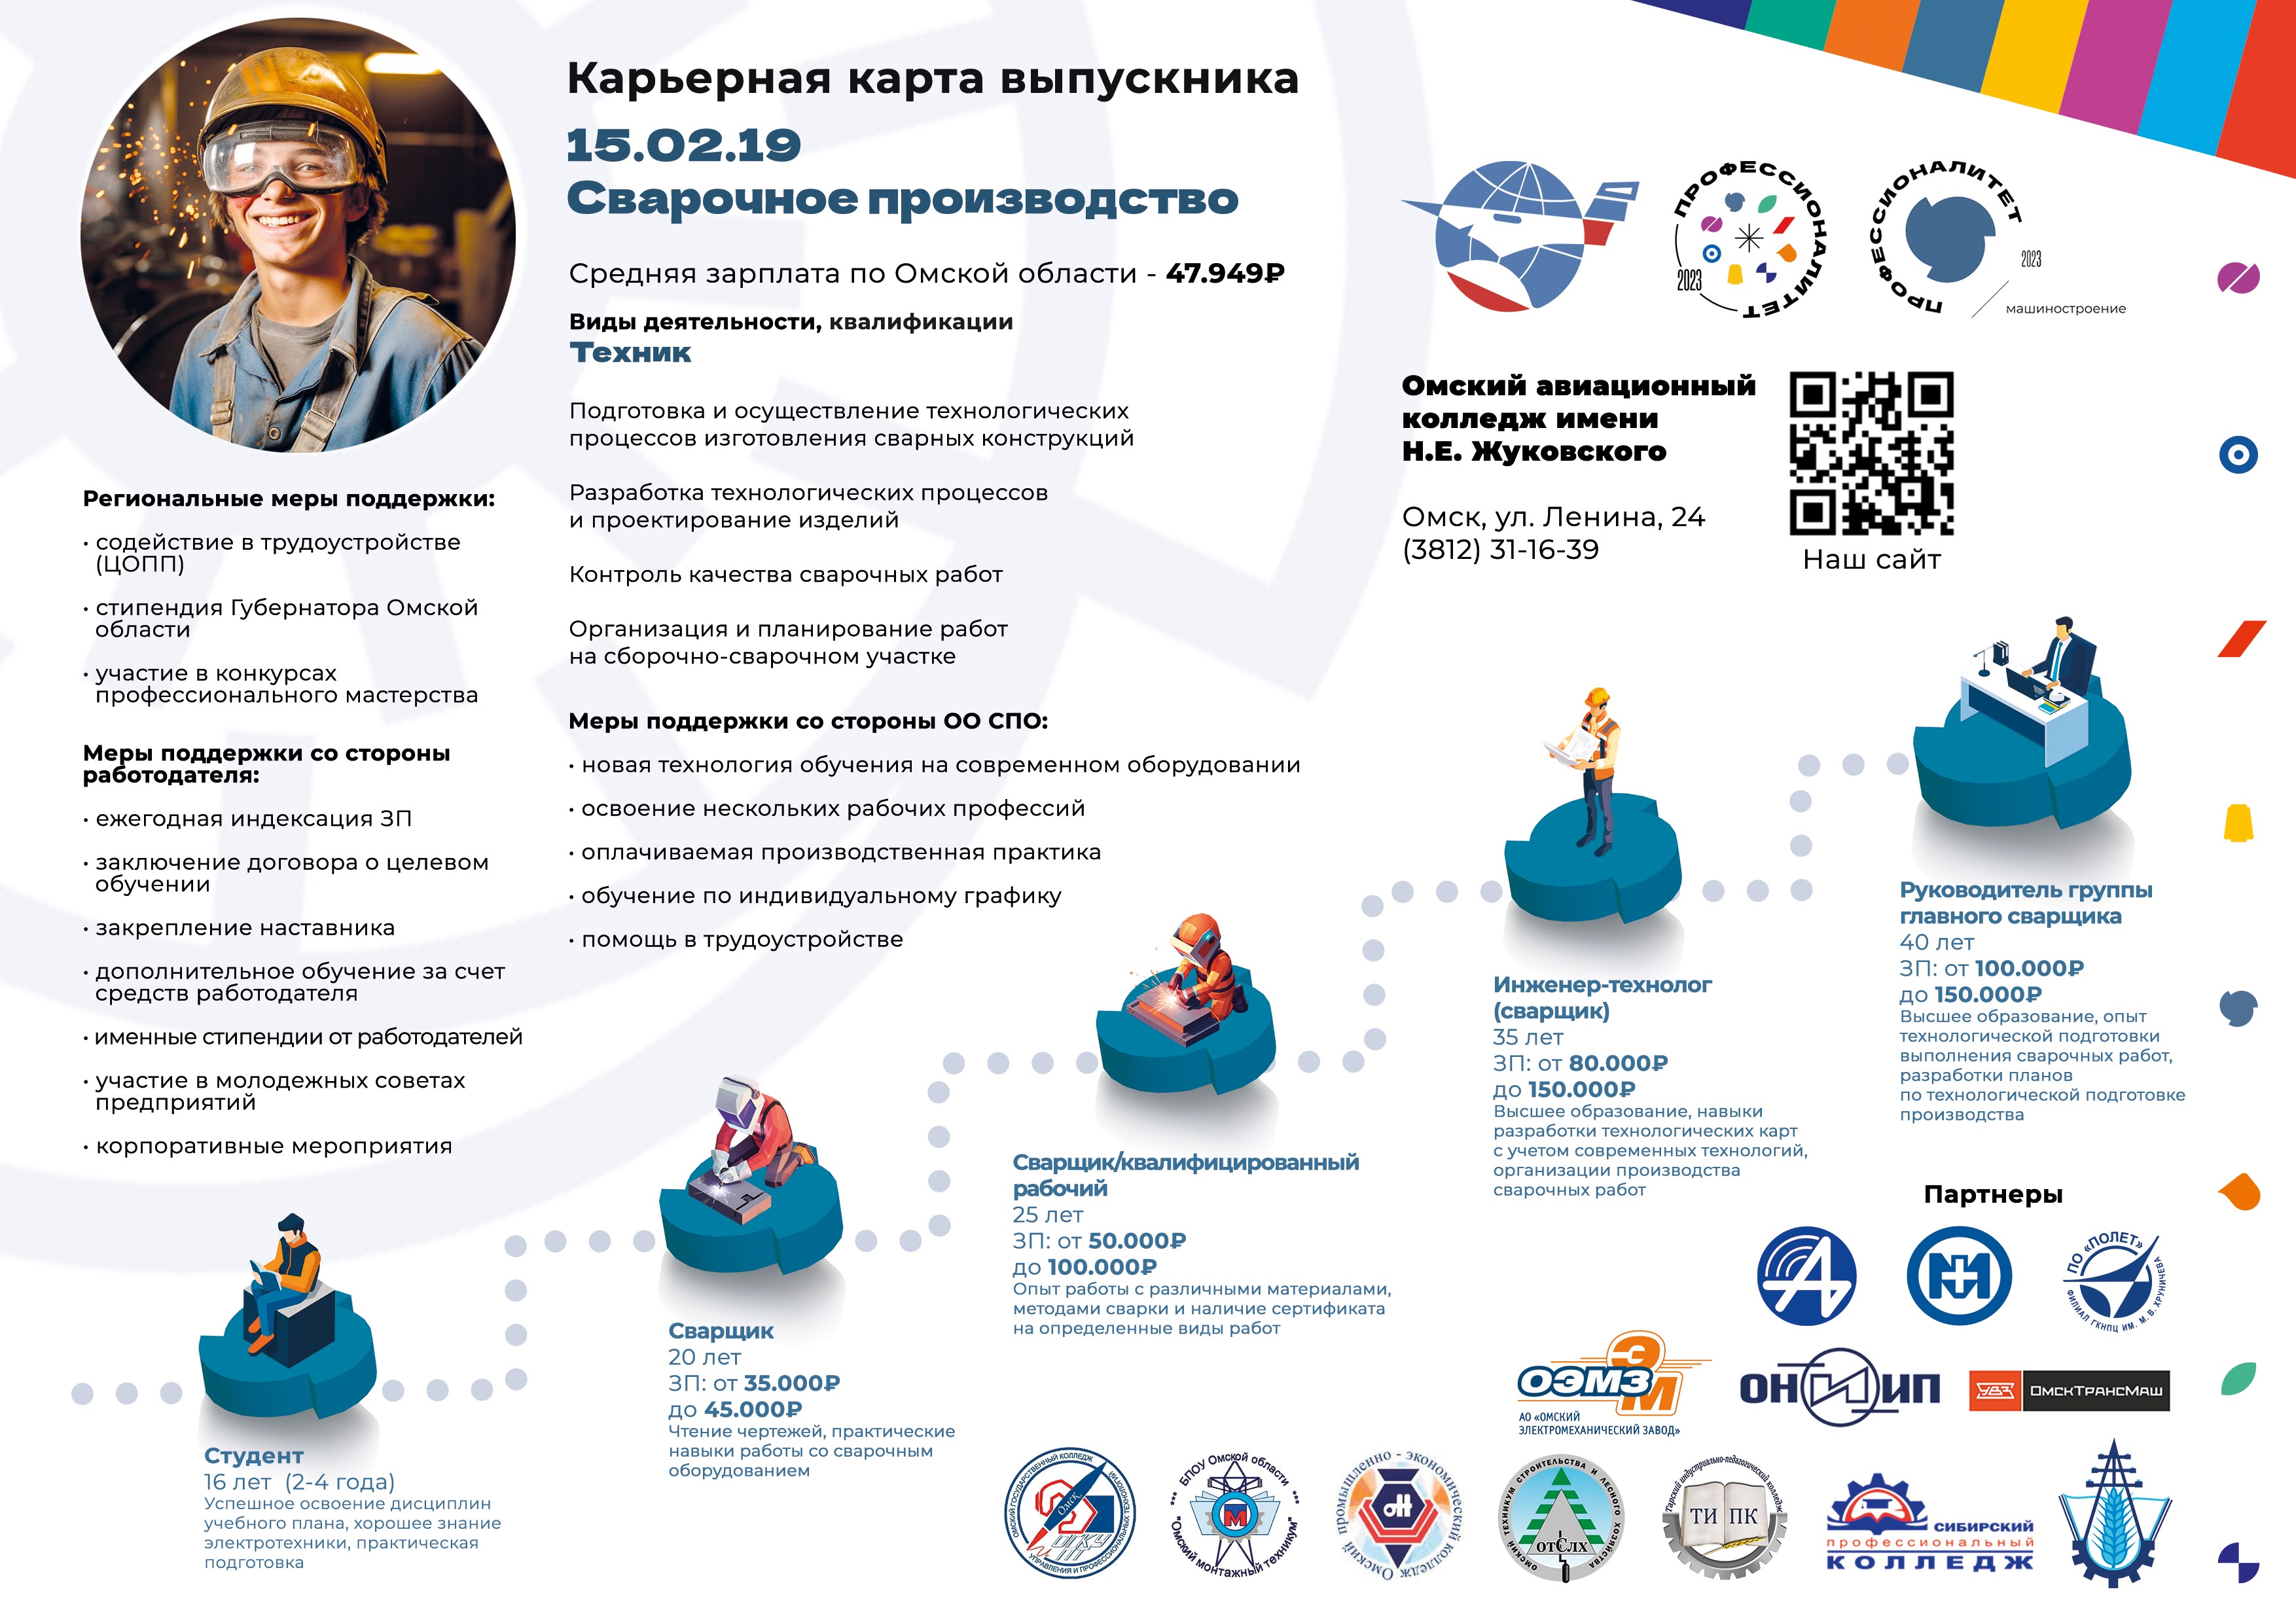 Карьерная карта выпускника
15.02.19
Сварочное производство
Средняя зарплата по Омской области - 47.949₽
Виды деятельности, квалификации
Техник
Подготовка и осуществление технологических
процессов изготовления сварных конструкций
Разработка технологических процессов
и проектирование изделий
Контроль качества сварочных работ
Организация и планирование работ
на сборочно-сварочном участке
Меры поддержки со стороны ОО СПО:
• новая технология обучения на современном оборудовании
• освоение нескольких рабочих профессий
• оплачиваемая производственная практика
• обучение по индивидуальному графику
• помощь в трудоустройстве
Региональные меры поддержки:
• содействие в трудоустройстве
(ЦОПП)
• стипендия Губернатора Омской
области
• участие в конкурсах
профессионального мастерства
Меры поддержки со стороны
работодателя:
• ежегодная индексация ЗП
• заключение договора о целевом
обучении
• закрепление наставника
• дополнительное обучение за счет
средств работодателя
• именные стипендии от работодателей
• участие в молодежных советах
предприятий
• корпоративные мероприятия
ПРОФЕССИОНАЛИТЕТ
2023
ПРОФЕССИОНАЛИТЕТ
2023
машиностроение
Омский авиационный
колледж имени
Н.Е. Жуковского
Омск, ул. Ленина, 24
(3812) 31-16-39
Наш сайт
Студент
16 лет (2-4 года)
Успешное освоение дисциплин
учебного плана, хорошее знание
электротехники, практическая
подготовка
Сварщик
20 лет
ЗП: от 35.000₽
до 45.000₽
Чтение чертежей, практические
навыки работы со сварочным
оборудованием
Сварщик/квалифицированный
рабочий
25 лет
ЗП: от 50.000₽
до 100.000₽
Опыт работы с различными материалами,
методами сварки и наличие сертификата
на определенные виды работ
Инженер-технолог
(сварщик)
35 лет
ЗП: от 80.000₽
до 150.000₽
Высшее образование, навыки
разработки технологических карт
с учетом современных технологий,
организации производства
сварочных работ
Руководитель группы
главного сварщика
40 лет
ЗП: от 100.000₽
до 150.000₽
Высшее образование, опыт
технологической подготовки
выполнения сварочных работ,
разработки планов
по технологической подготовке
производства
Партнеры
ПО «ПОЛЕТ»
ФИЛИАЛ ГКНПЦ ИМ. М. В. ХРУНИЧЕВА
ОЭМЗ
ЭМ
АО «ОМСКИЙ
ЭЛЕКТРОМЕХАНИЧЕСКИЙ ЗАВОД»
ОНИИП
УВЗ ОМСКТРАНСМАШ
ОМСКИЙ ГОСУДАРСТВЕННЫЙ КОЛЛЕДЖ
УПРАВЛЕНИЯ И ПРОФЕССИОНАЛЬНЫХ ТЕХНОЛОГИЙ
Омск
БПОУ Омской области
М
"Омский монтажный техникум"
Омский промышленно - экономический колледж
ОМСКИЙ ТЕХНИКУМ СТРОИТЕЛЬСТВА И ЛЕСНОГО ХОЗЯЙСТВА
отСлх
Тарский индустриально-педагогический колледж
ТИ ПК
СИБИРСКИЙ
профессиональный
КОЛЛЕДЖ